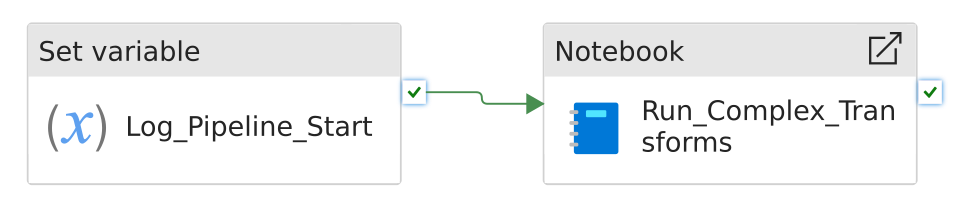 Set variable
(x) Log_Pipeline_Start
Notebook
Run_Complex_Tran
sforms